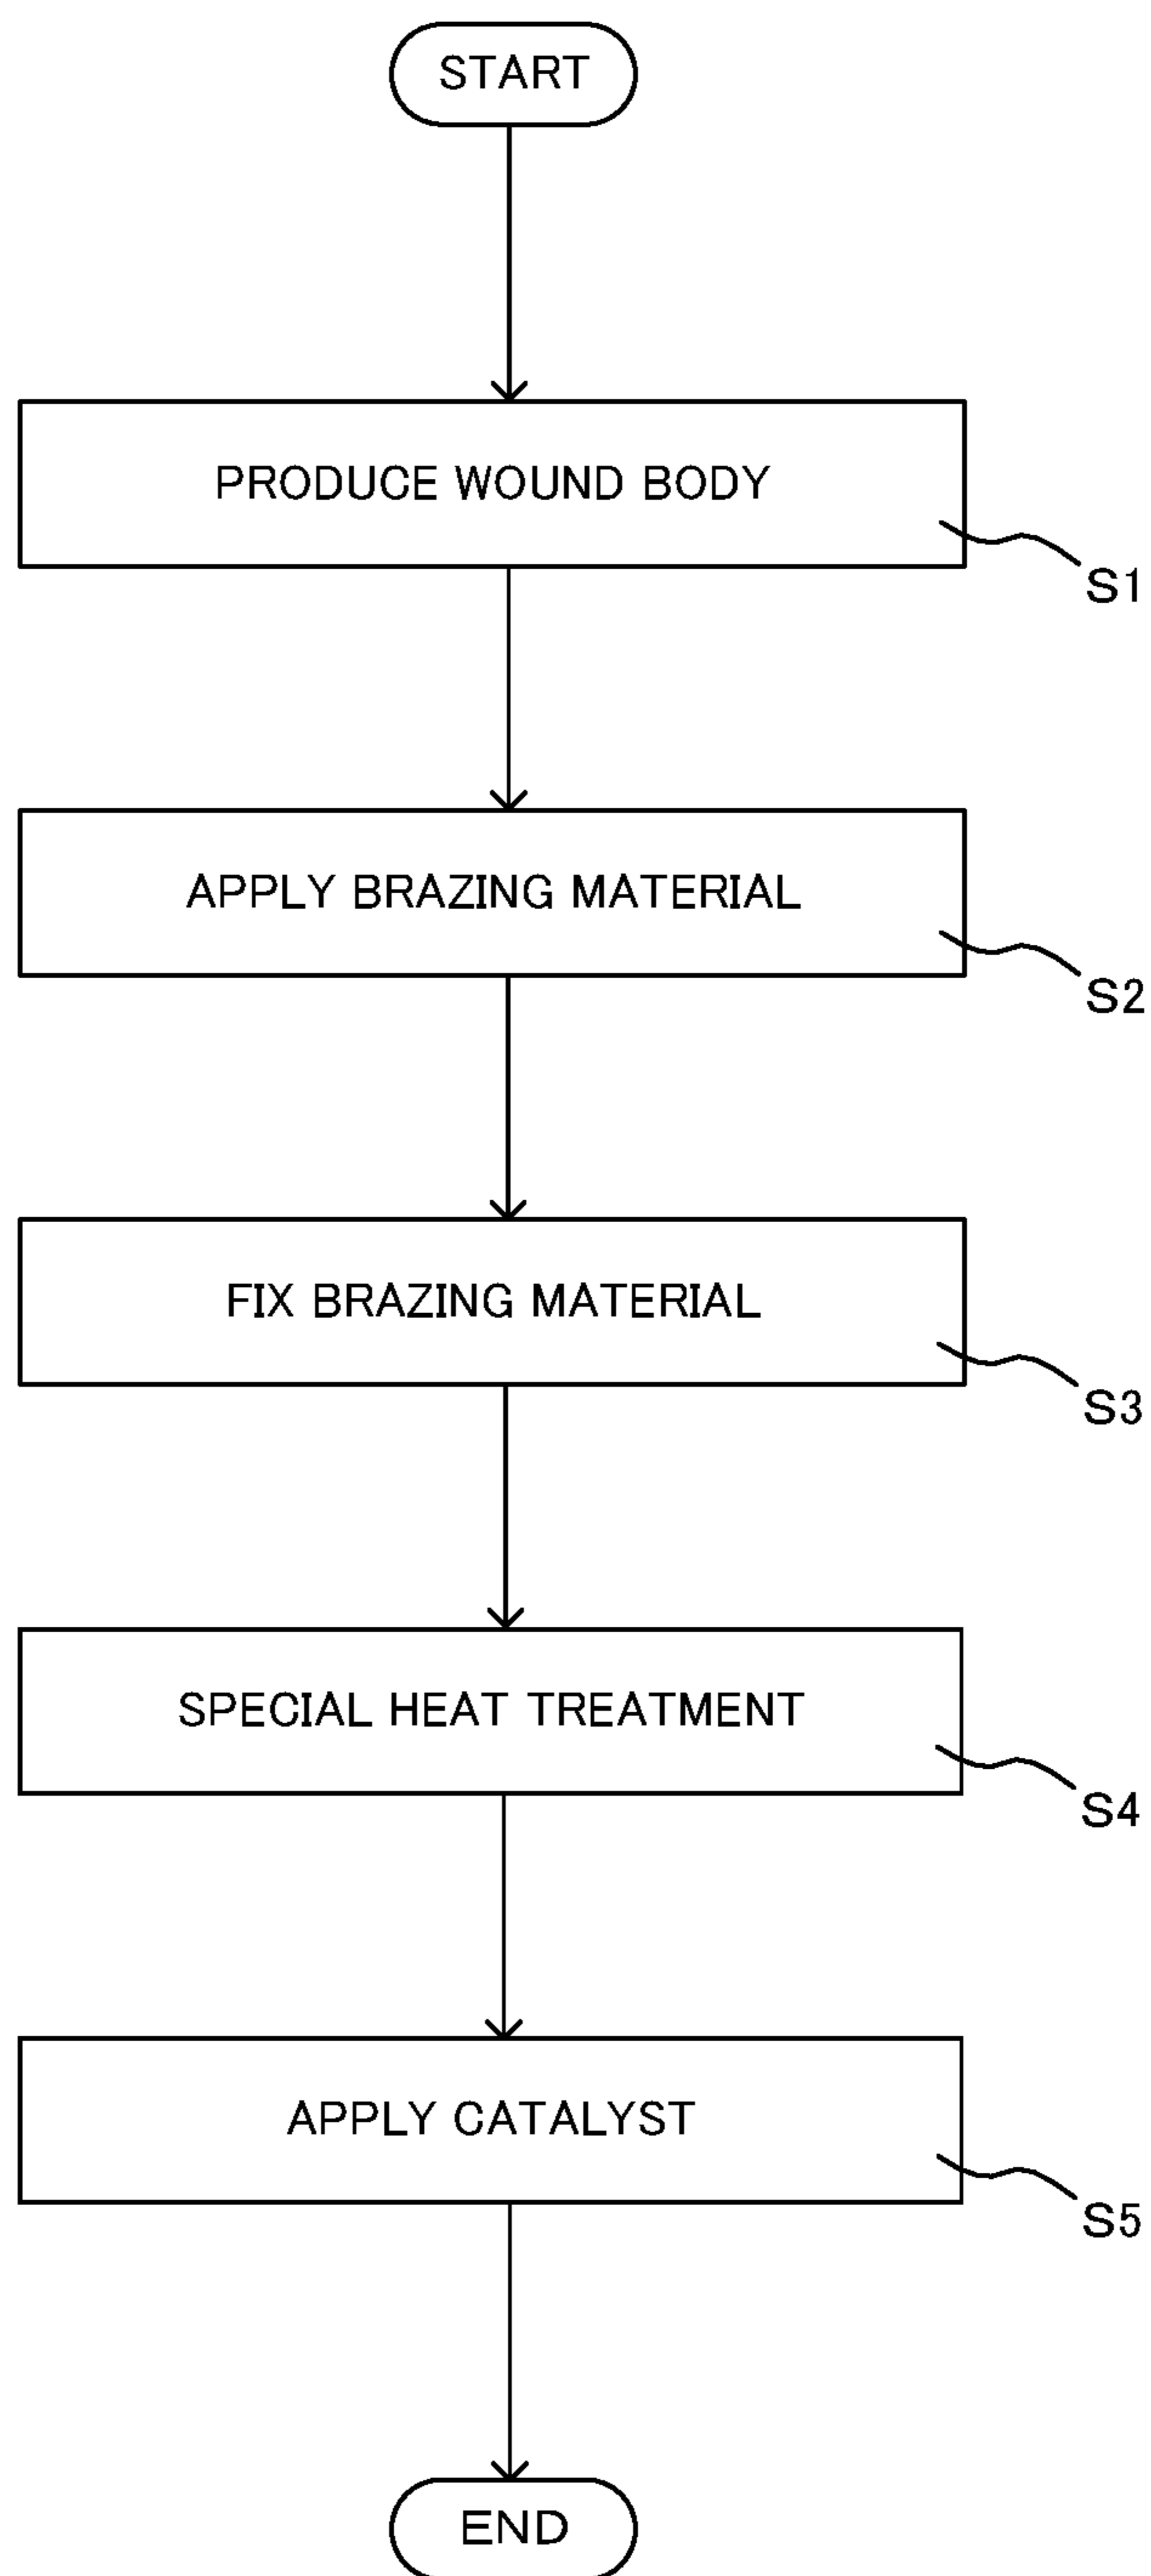 START
PRODUCE WOUND BODY
S1
APPLY BRAZING MATERIAL
S2
FIX BRAZING MATERIAL
S3
SPECIAL HEAT TREATMENT
S4
APPLY CATALYST
S5
END